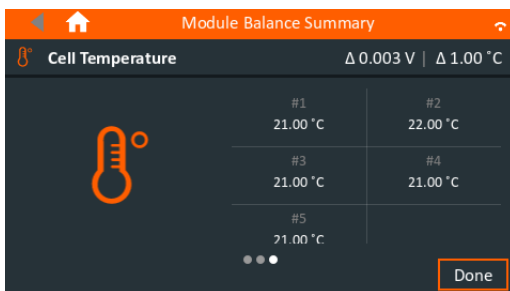 Module Balance Summary
Cell Temperature Δ 0.003 V | Δ 1.00 °C
#1 #2
21.00 °C 22.00 °C
#3 #4
21.00 °C 21.00 °C
#5
21.00 °C
Done